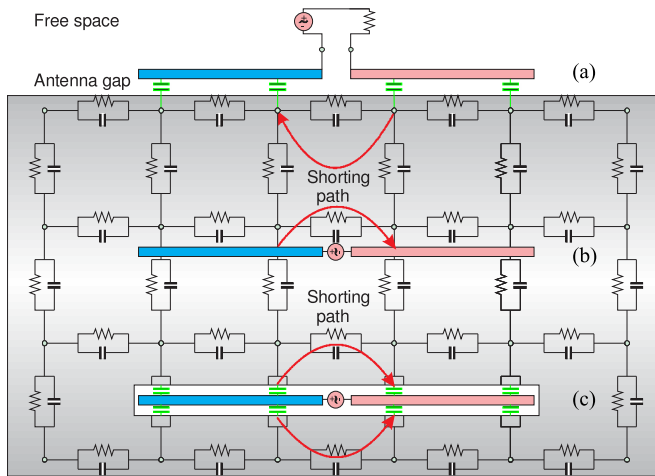 Free space
(a)
Antenna gap
Shorting
path
(b)
Shorting
path
(c)